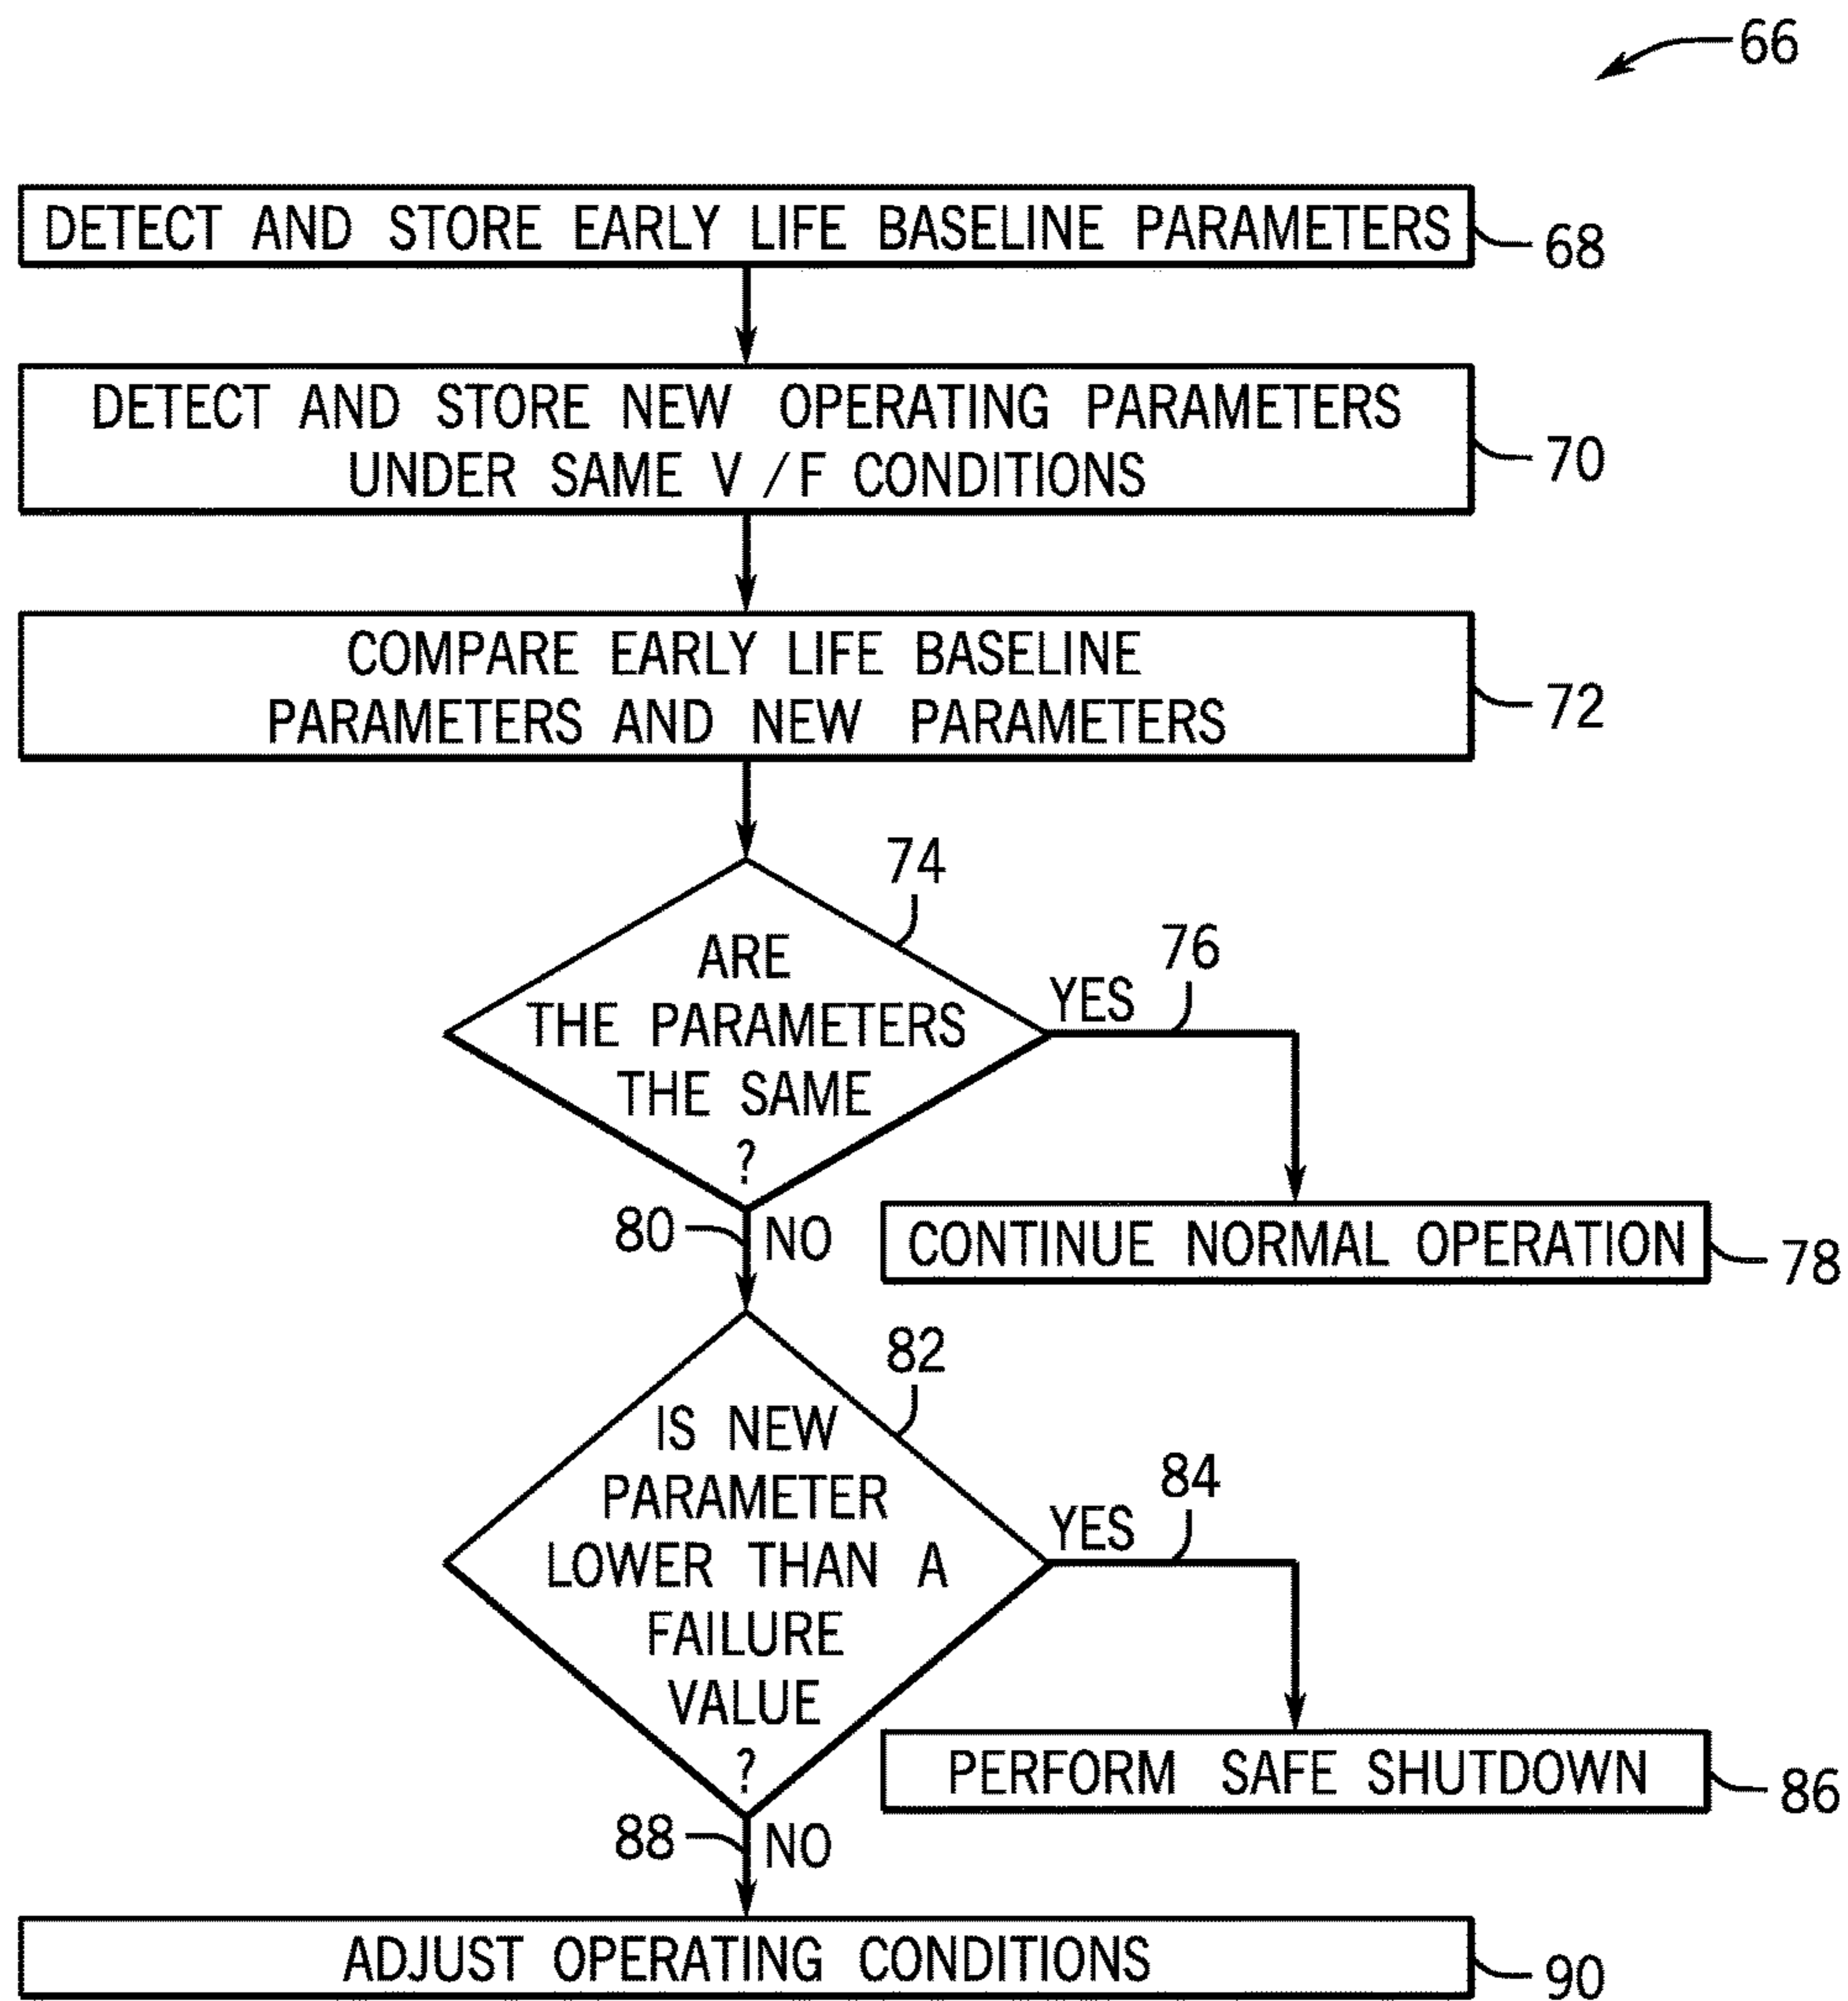 66
DETECT AND STORE EARLY LIFE BASELINE PARAMETERS
68
DETECT AND STORE NEW OPERATING PARAMETERS
UNDER SAME V/F CONDITIONS
70
COMPARE EARLY LIFE BASELINE
PARAMETERS AND NEW PARAMETERS
72
74
ARE
THE PARAMETERS
THE SAME
?
YES
76
CONTINUE NORMAL OPERATION
78
80
NO
82
IS NEW
PARAMETER
LOWER THAN A
FAILURE
VALUE
?
YES
84
PERFORM SAFE SHUTDOWN
86
88
NO
ADJUST OPERATING CONDITIONS
90